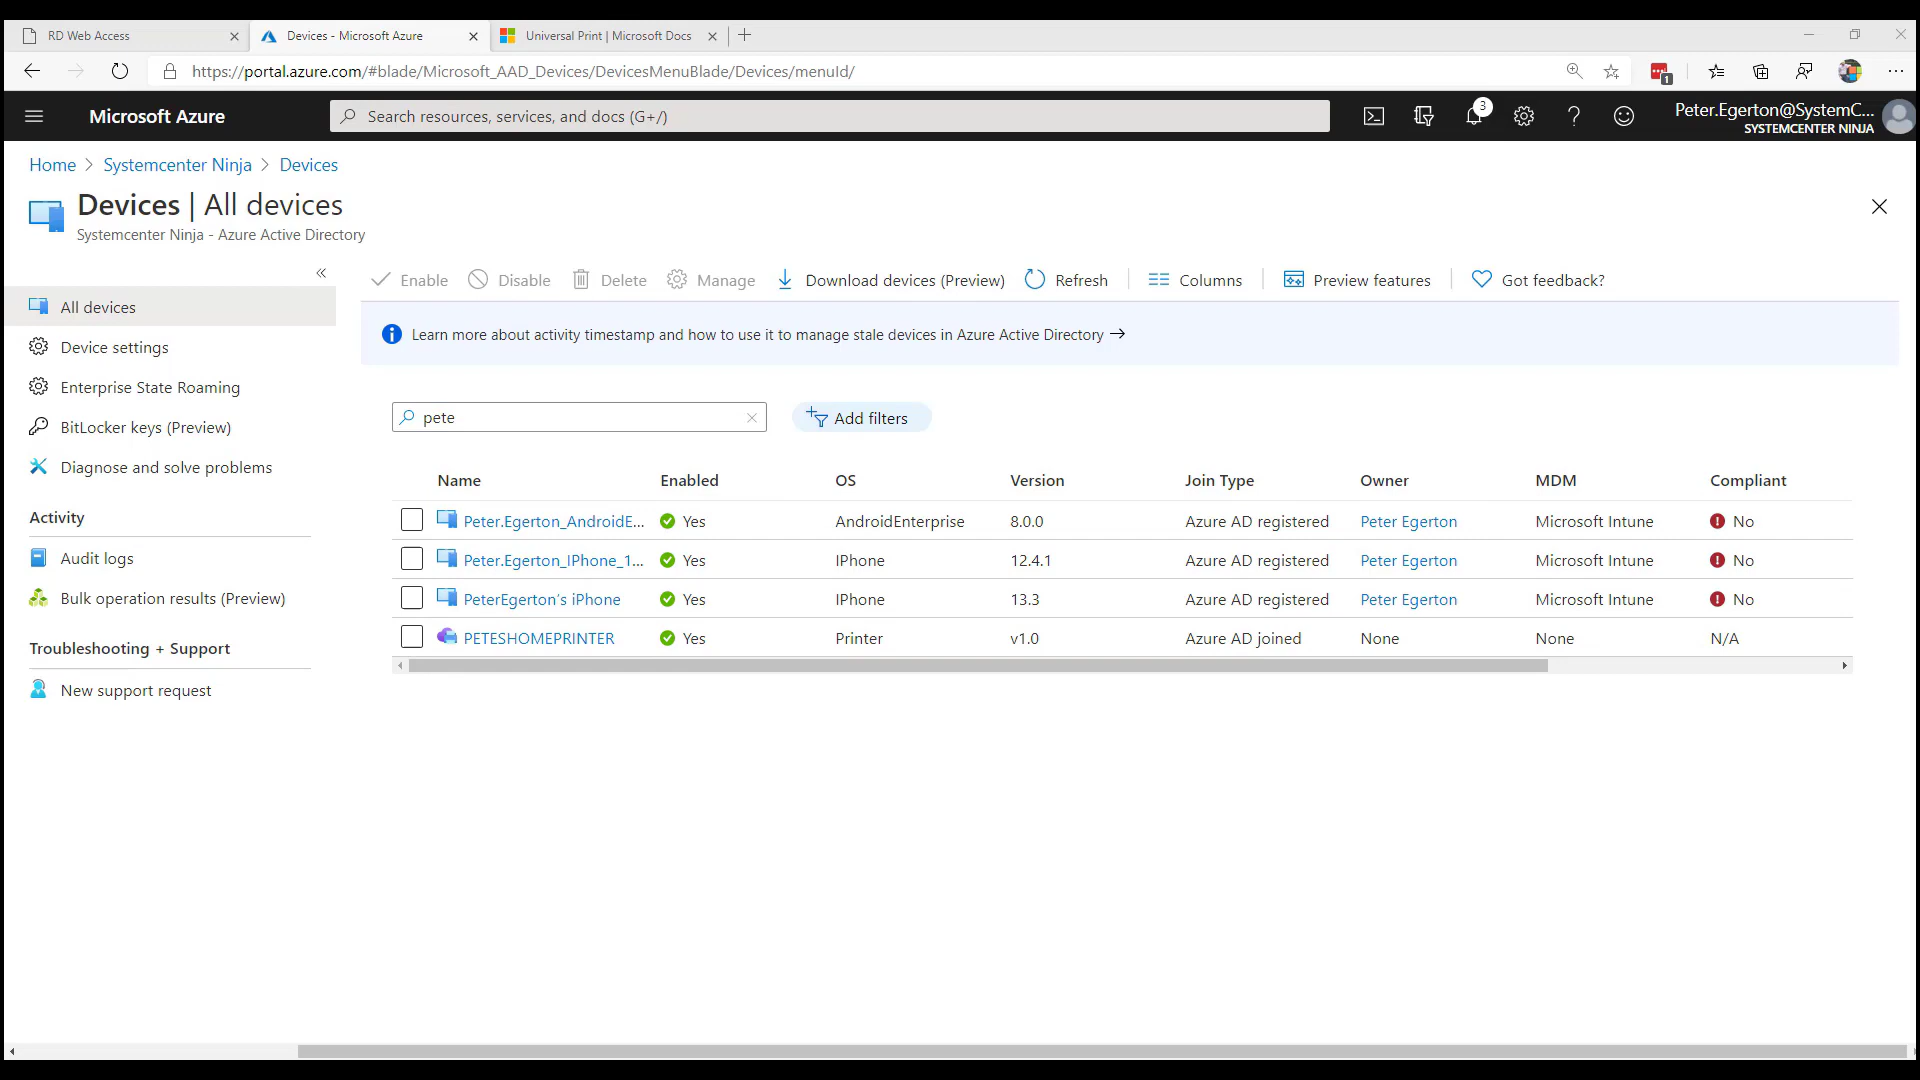 RD Web Access
Devices - Microsoft Azure
Universal Print | Microsoft Docs
https://portal.azure.com/#blade/Microsoft_AAD_Devices/DevicesMenuBlade/Devices/menuId/
1
Microsoft Azure
Search resources, services, and docs (G+/)
3
Peter.Egerton@SystemC...
SYSTEMCENTER NINJA
Home > Systemcenter Ninja > Devices
Devices | All devices
Systemcenter Ninja - Azure Active Directory
Enable
Disable
Delete
Manage
Download devices (Preview)
Refresh
Columns
Preview features
Got feedback?
All devices
Device settings
Enterprise State Roaming
BitLocker keys (Preview)
Diagnose and solve problems
Activity
Audit logs
Bulk operation results (Preview)
Troubleshooting + Support
New support request
Learn more about activity timestamp and how to use it to manage stale devices in Azure Active Directory →
pete
Add filters
Name Enabled OS Version Join Type Owner MDM Compliant
Peter.Egerton_AndroidE... Yes AndroidEnterprise 8.0.0 Azure AD registered Peter Egerton Microsoft Intune No
Peter.Egerton_IPhone_1... Yes IPhone 12.4.1 Azure AD registered Peter Egerton Microsoft Intune No
PeterEgerton’s iPhone Yes IPhone 13.3 Azure AD registered Peter Egerton Microsoft Intune No
PETESHOMEPRINTER Yes Printer v1.0 Azure AD joined None None N/A